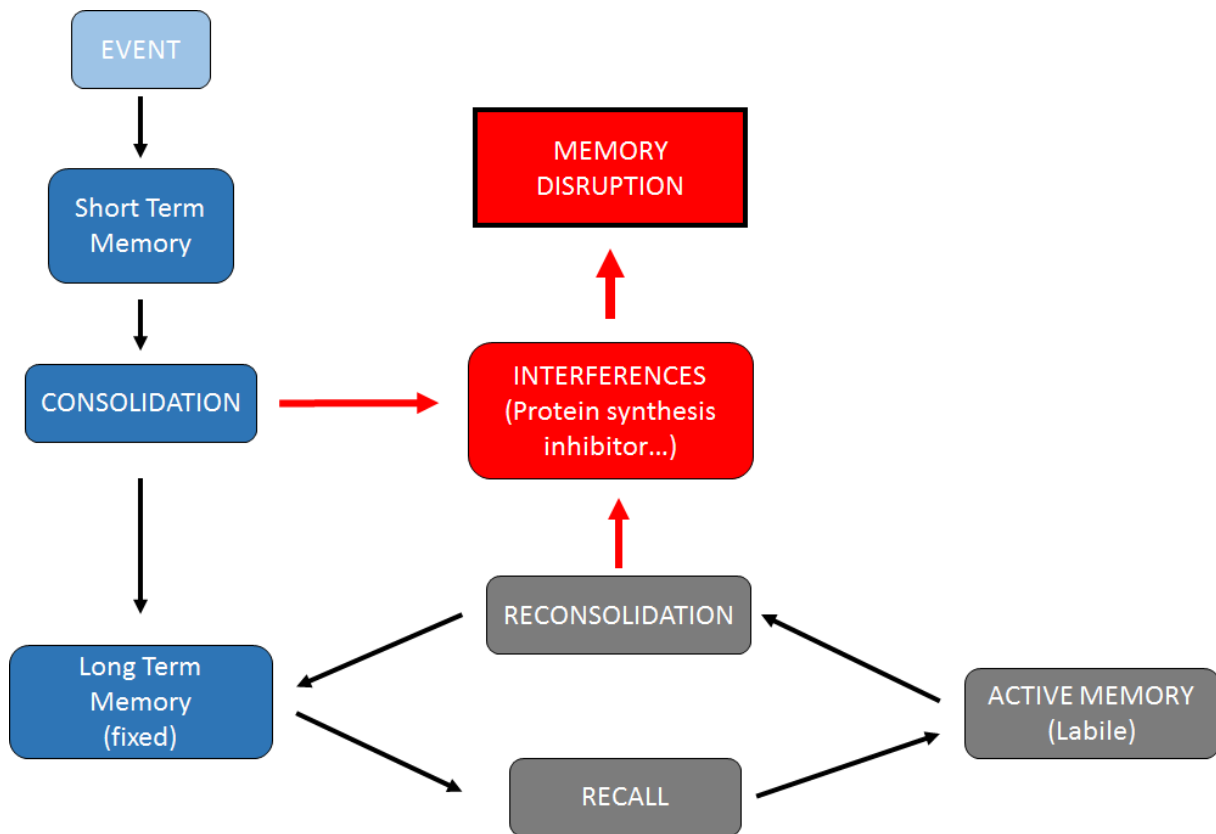 EVENT
Short Term
Memory
CONSOLIDATION
Long Term
Memory
(fixed)
MEMORY
DISRUPTION
INTERFERENCES
(Protein synthesis
inhibitor...)
RECONSOLIDATION
RECALL
ACTIVE MEMORY
(Labile)